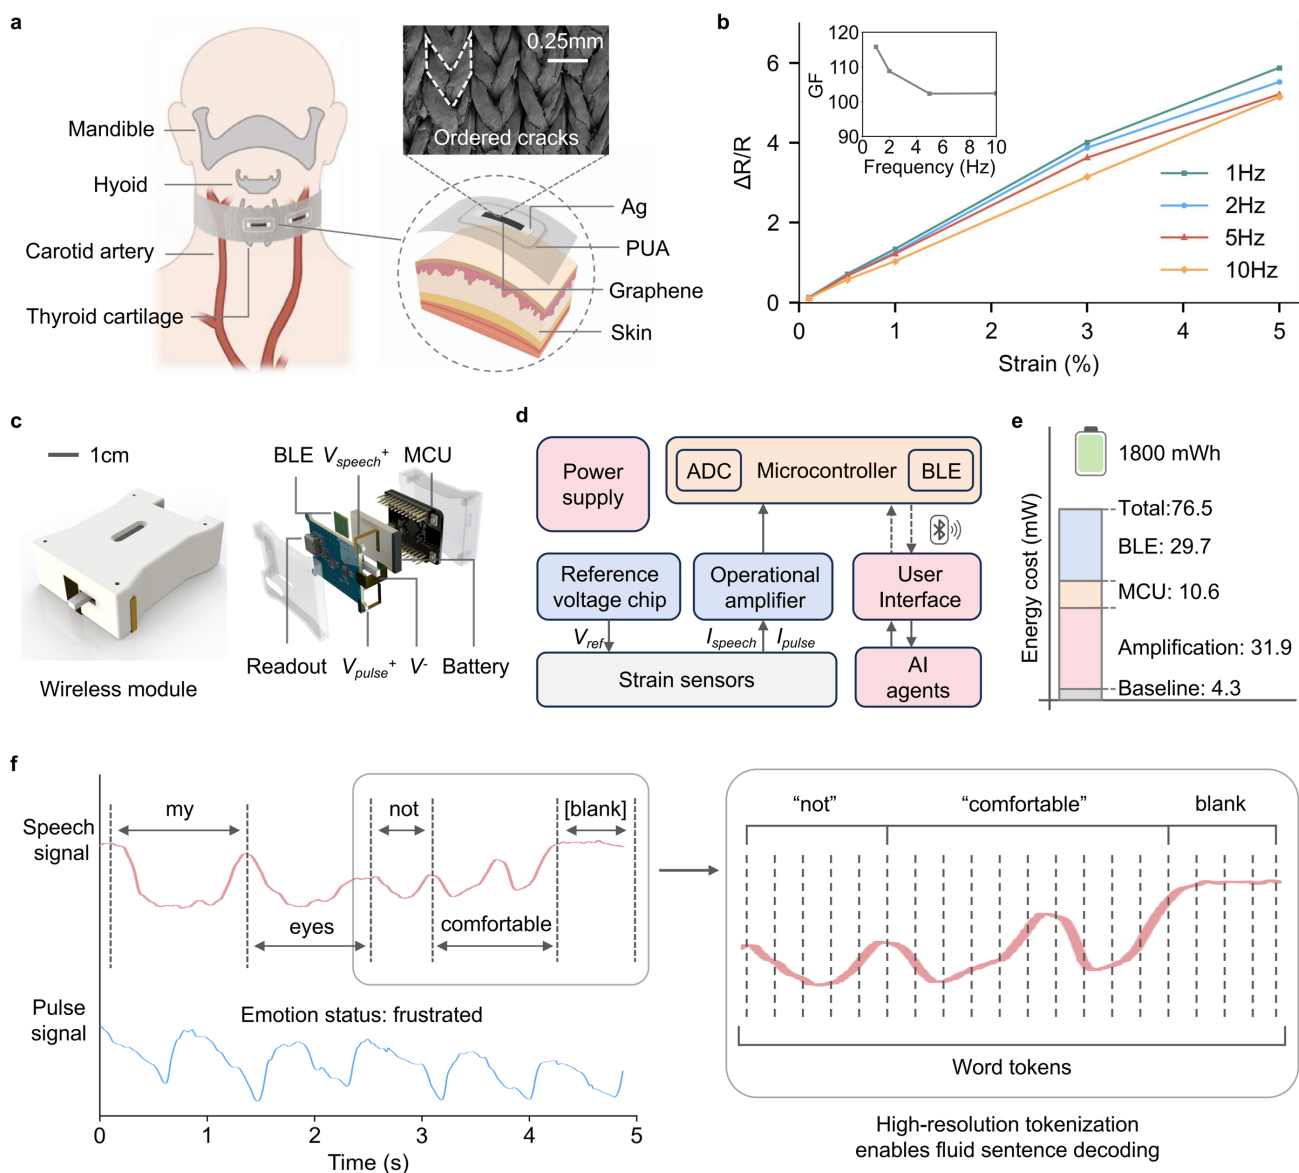 a
0.25mm
Ordered cracks
Mandible
Hyoid
Carotid artery
Thyroid cartilage
Ag
PUA
Graphene
Skin
b
ΔR/R
6
4
2
0
0
1
2
3
4
5
Strain (%)
GF
120
110
100
90
0
2
4
6
8
10
Frequency (Hz)
1Hz
2Hz
5Hz
10Hz
c
1cm
Wireless module
BLE
Vspeech+
MCU
Readout
Vpulse+
V-
Battery
d
Power
supply
ADC
Microcontroller
BLE
Reference
voltage chip
Operational
amplifier
User
Interface
Vref
Ispeech
Ipulse
Strain sensors
AI
agents
e
1800 mWh
Energy cost (mW)
Total:76.5
BLE: 29.7
MCU: 10.6
Amplification: 31.9
Baseline: 4.3
f
Speech
signal
my
eyes
not
comfortable
[blank]
Pulse
signal
Emotion status: frustrated
0
1
2
3
4
5
Time (s)
“not”
“comfortable”
blank
Word tokens
High-resolution tokenization
enables fluid sentence decoding